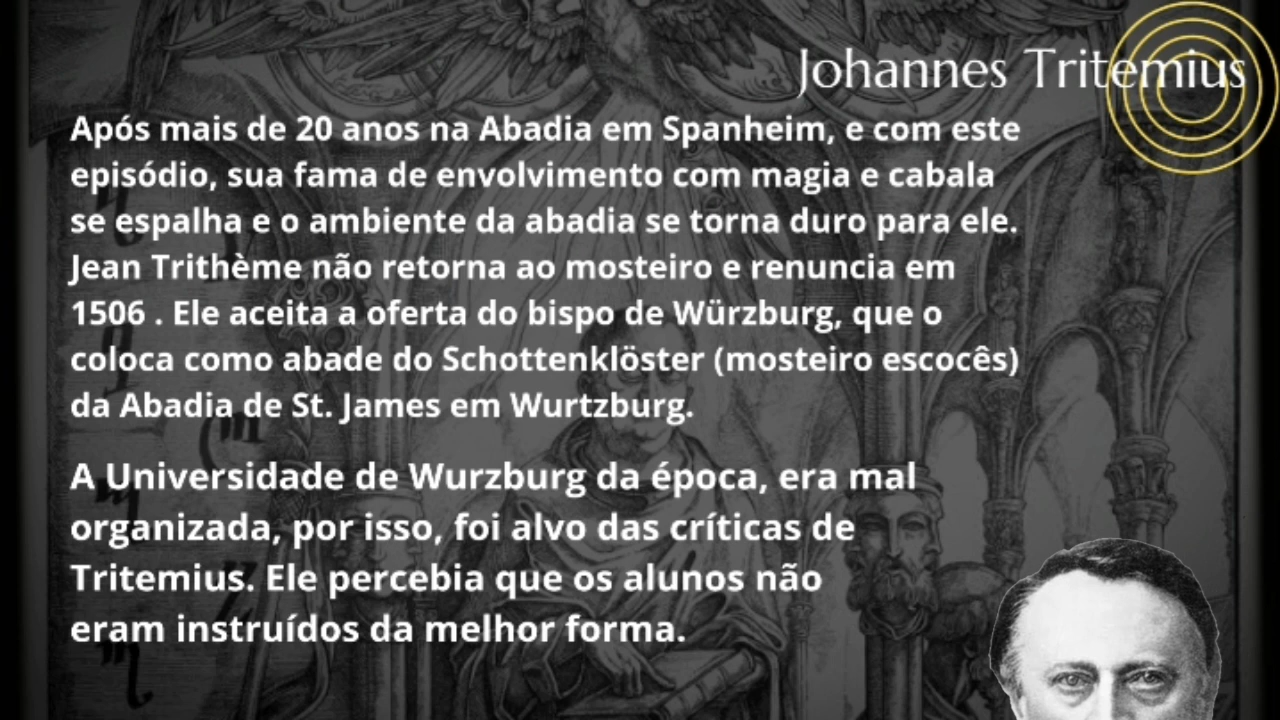 Johannes Tritemius
Após mais de 20 anos na Abadia em Spanheim, e com este
episódio, sua fama de envolvimento com magia e cabala
se espalha e o ambiente da abadia se torna duro para ele.
Jean Trithème não retorna ao mosteiro e renuncia em
1506 . Ele aceita a oferta do bispo de Würzburg, que o
coloca como abade do Schottenklöster (mosteiro escocês)
da Abadia de St. James em Wurtzburg.
A Universidade de Wurzburg da época, era mal
organizada, por isso, foi alvo das críticas de
Tritemius. Ele percebia que os alunos não
eram instruídos da melhor forma.